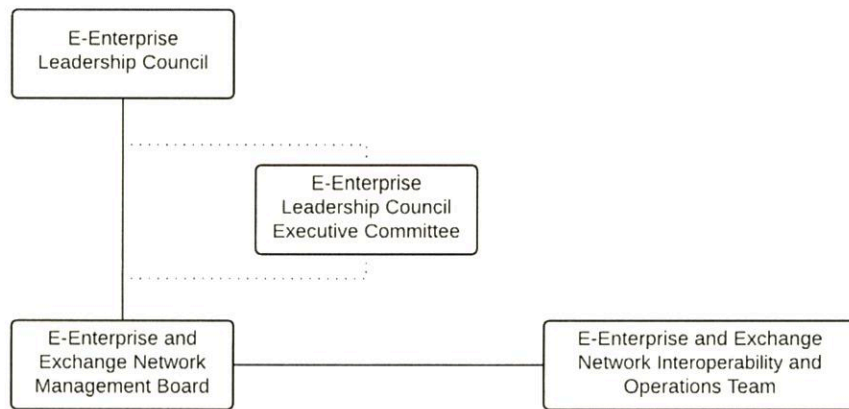 E-Enterprise
Leadership Council
E-Enterprise
Leadership Council
Executive Committee
E-Enterprise and
Exchange Network
Management Board
E-Enterprise and Exchange
Network Interoperability and
Operations Team